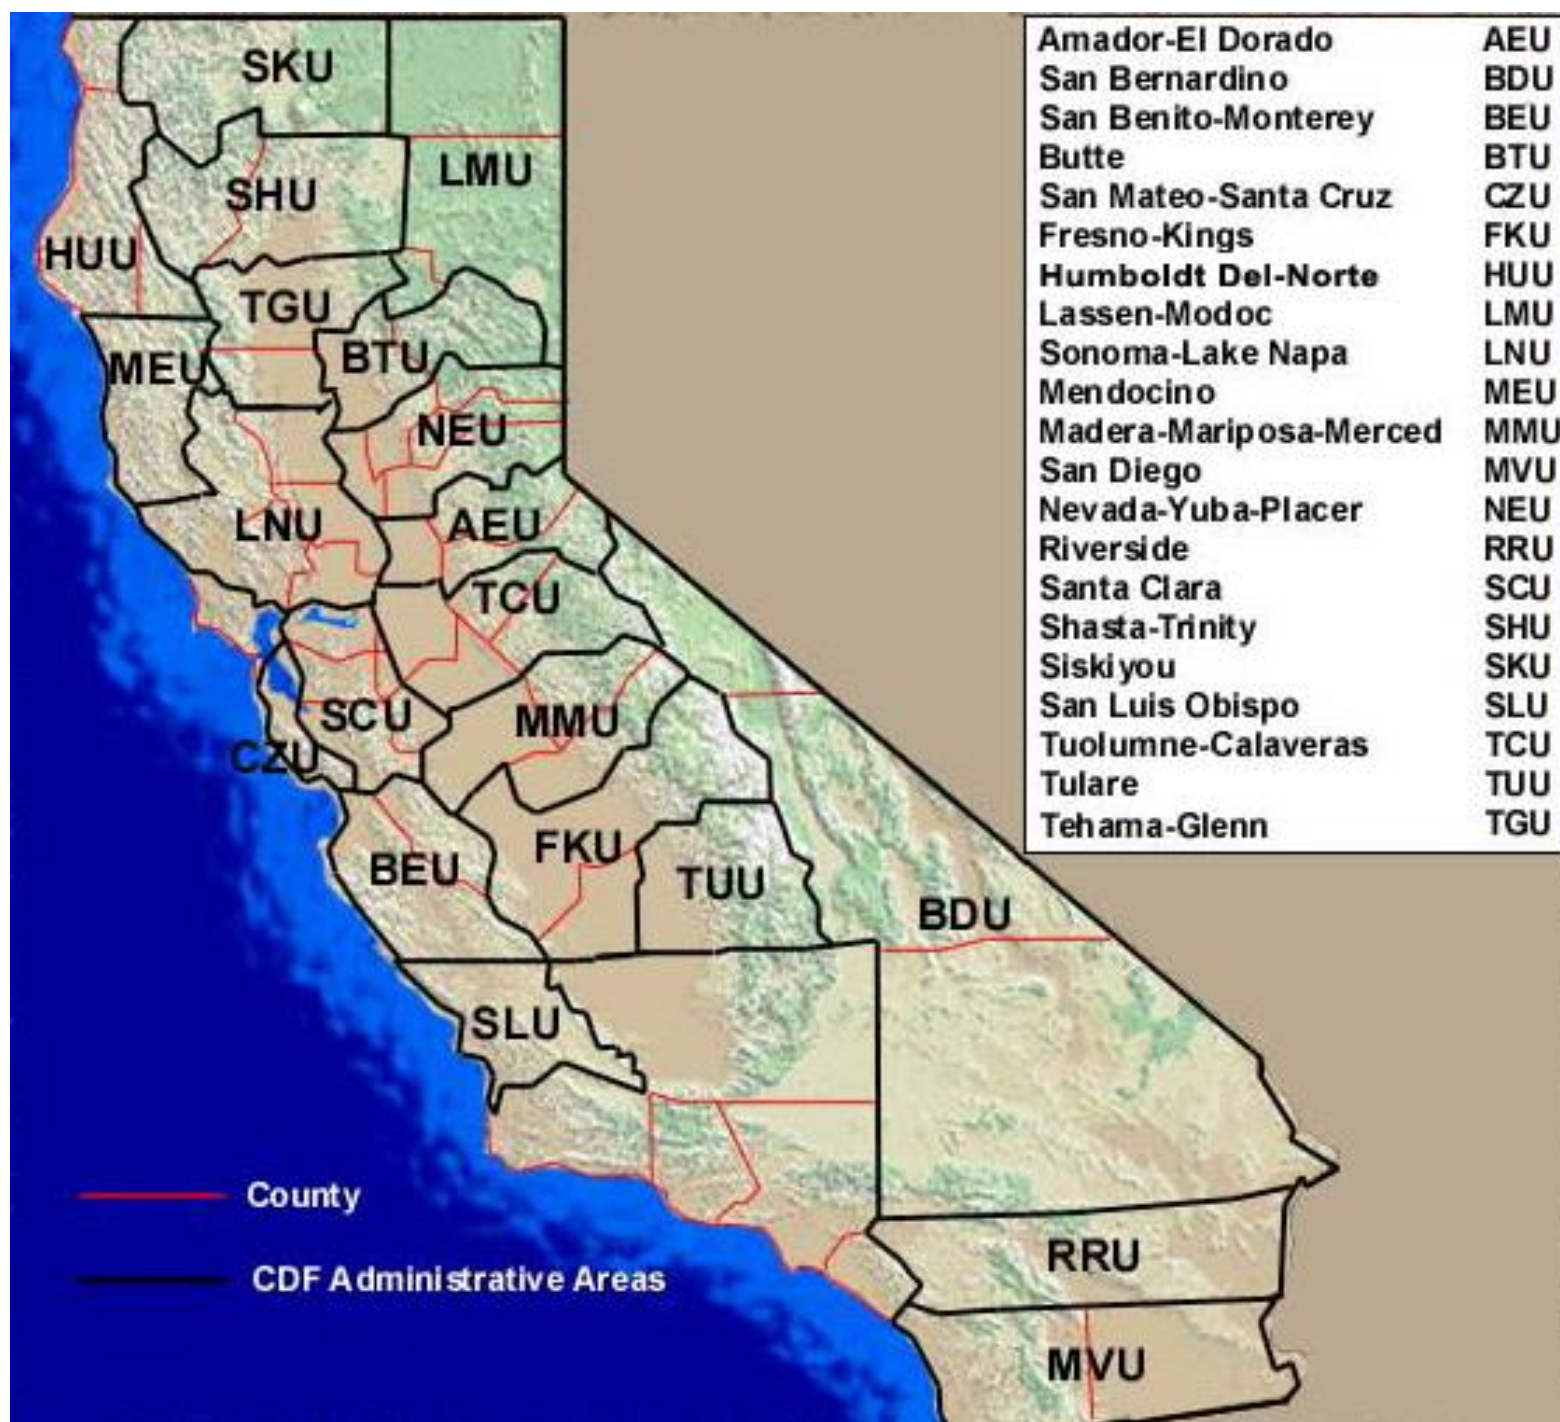 Amador-El Dorado AEU
San Bernardino BDU
San Benito-Monterey BEU
Butte BTU
San Mateo-Santa Cruz CZU
Fresno-Kings FKU
Humboldt Del-Norte HUU
Lassen-Modoc LMU
Sonoma-Lake Napa LNU
Mendocino MEU
Madera-Mariposa-Merced MMU
San Diego MVU
Nevada-Yuba-Placer NEU
Riverside RRU
Santa Clara SCU
Shasta-Trinity SHU
Siskiyou SKU
San Luis Obispo SLU
Tuolumne-Calaveras TCU
Tulare TUU
Tehama-Glenn TGU
SKU
LMU
SHU
HUU
TGU
BTU
MEU
NEU
LNU
AEU
TCU
SCU
MMU
CZU
FKU
BEU
TUU
BDU
SLU
RRU
MVU
County
CDF Administrative Areas